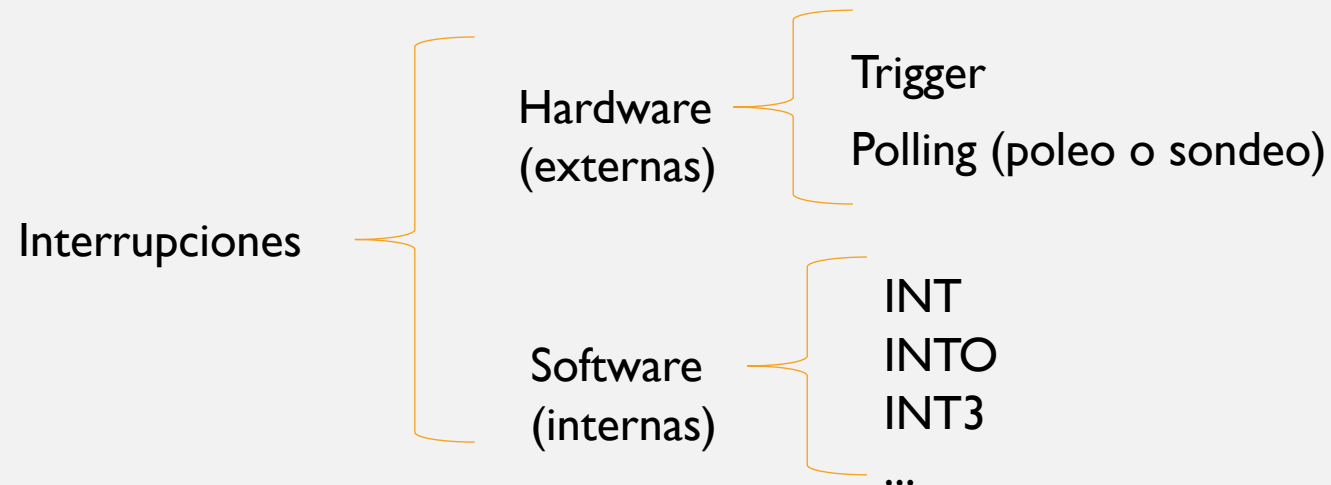 Interrupciones
Hardware
(externas)
Trigger
Polling (poleo o sondeo)
Software
(internas)
INT
INTO
INT3
...